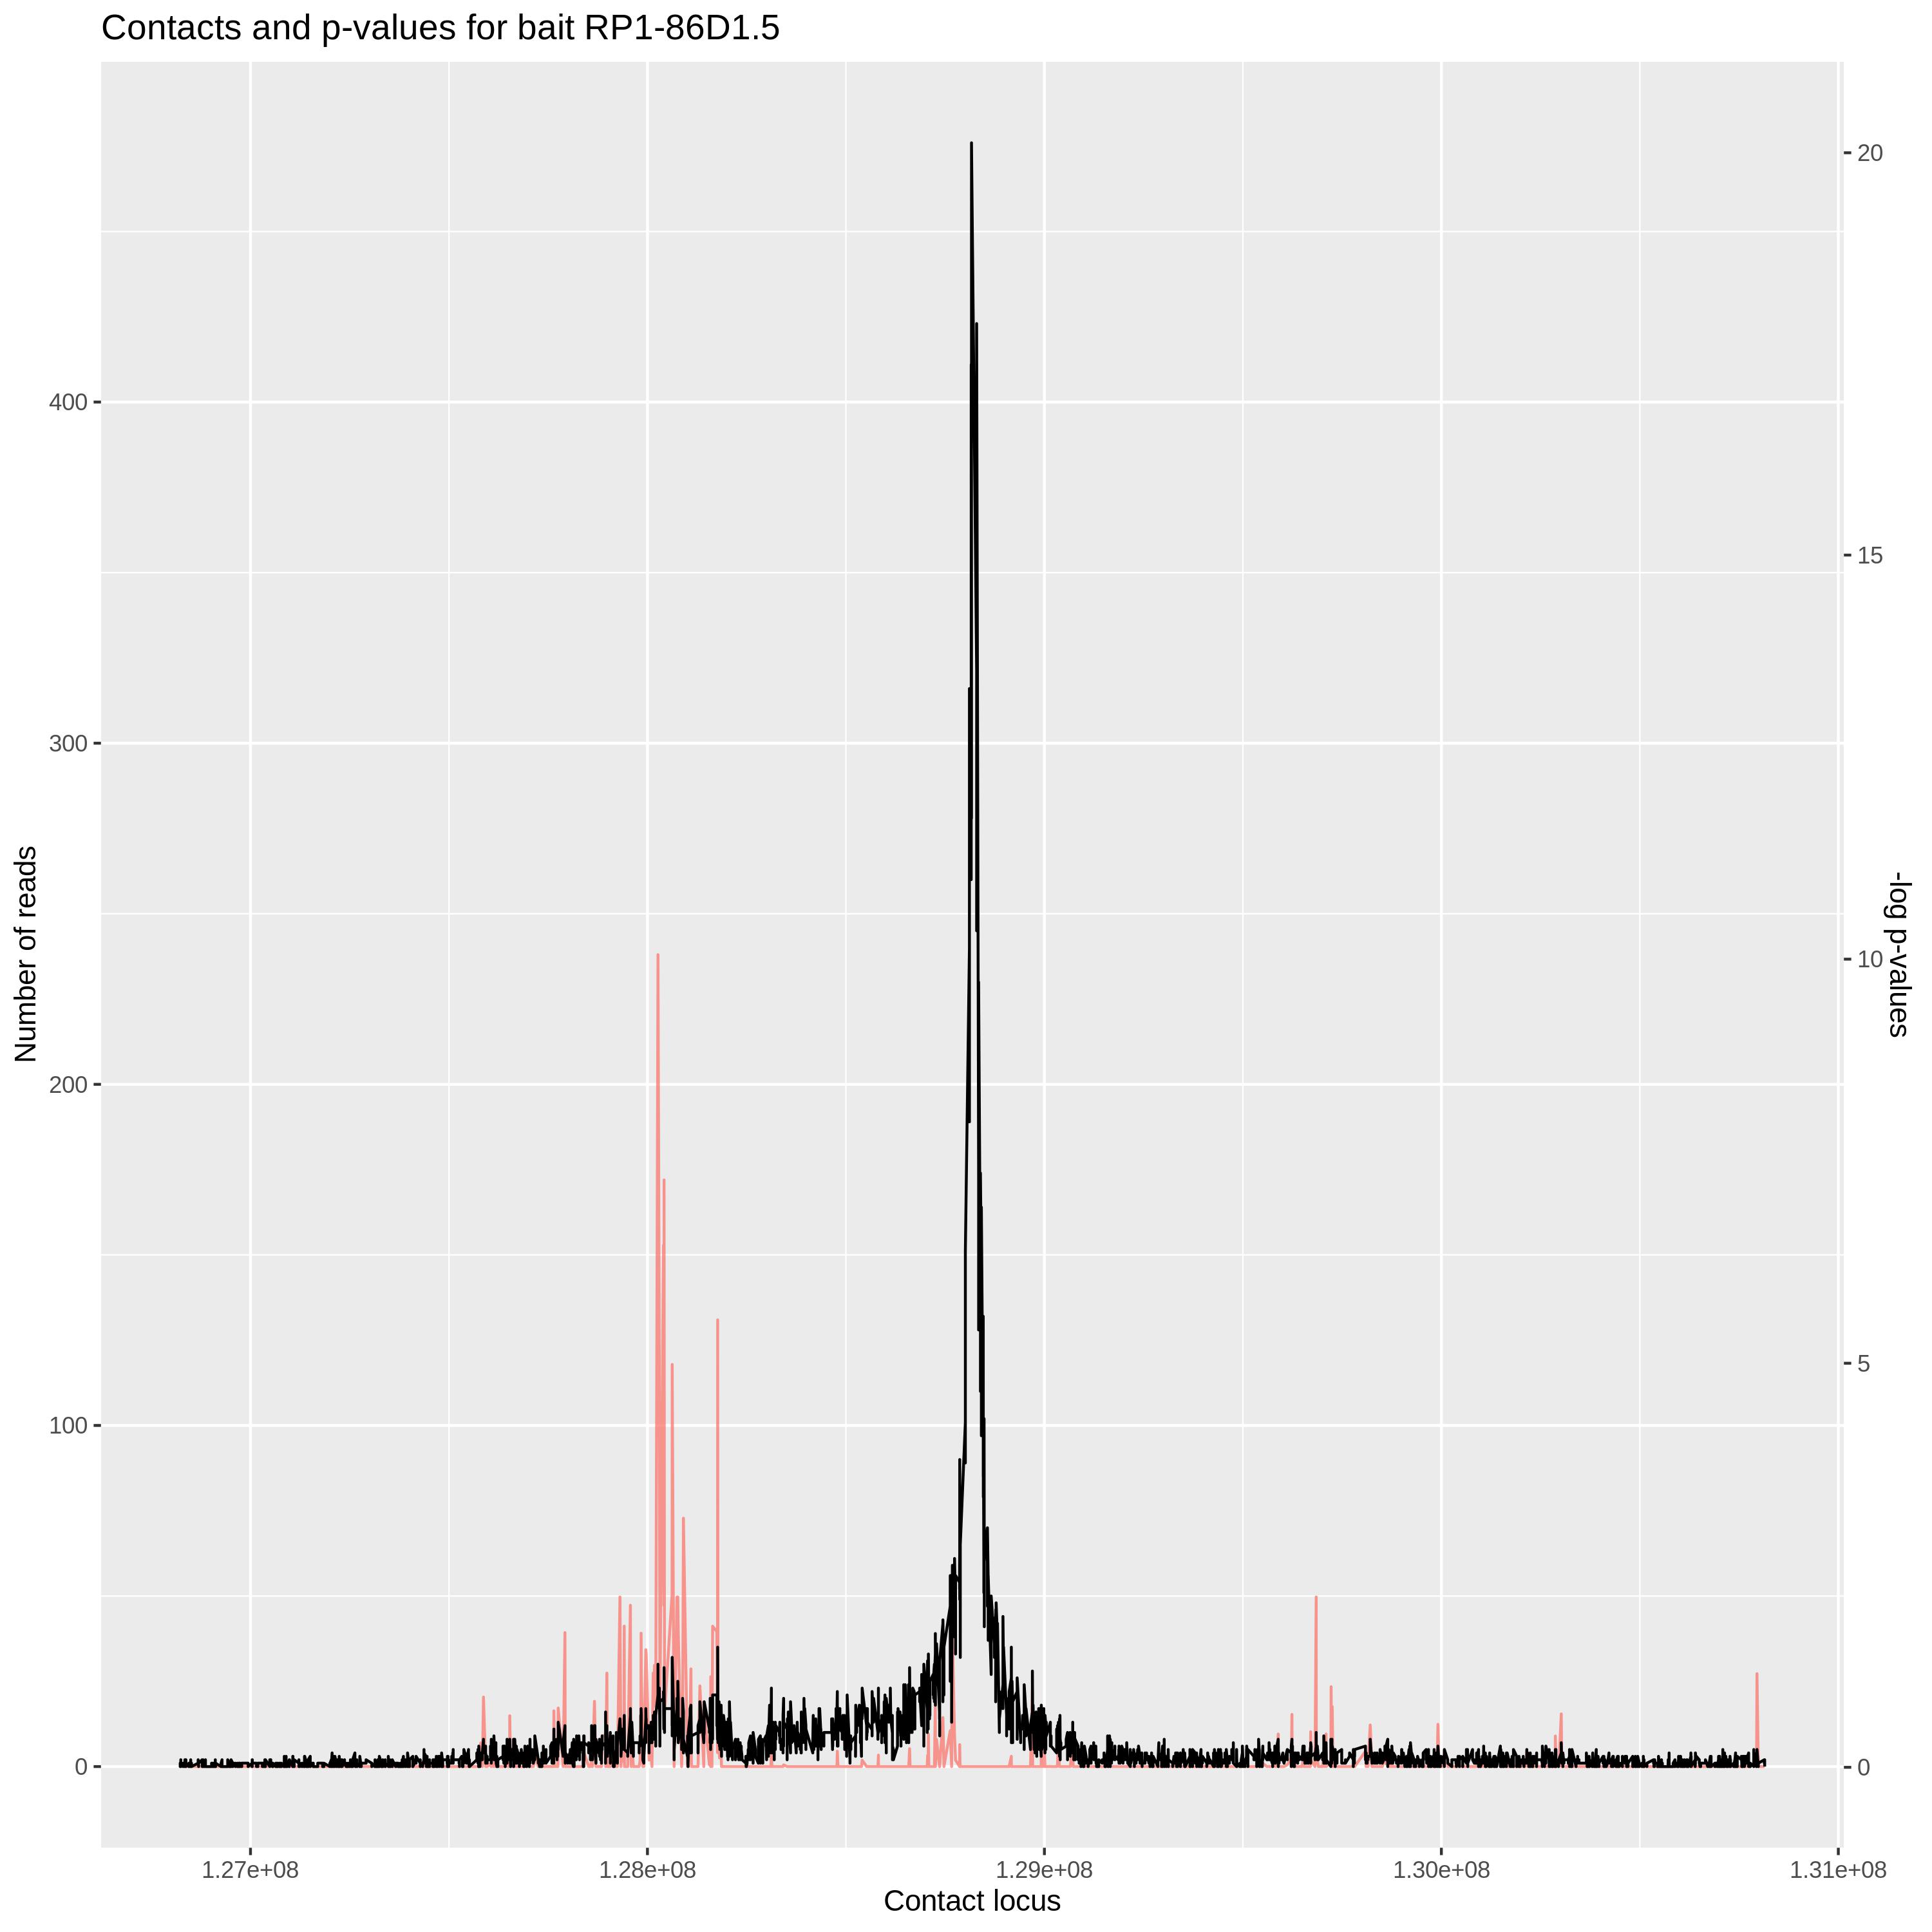 Contacts and p-values for bait RP1-86D1.5
Number of reads
400
300
200
100
0
20
15
10
5
0
-log p-values
1.27e+08
1.28e+08
1.29e+08
1.30e+08
1.31e+08
Contact locus